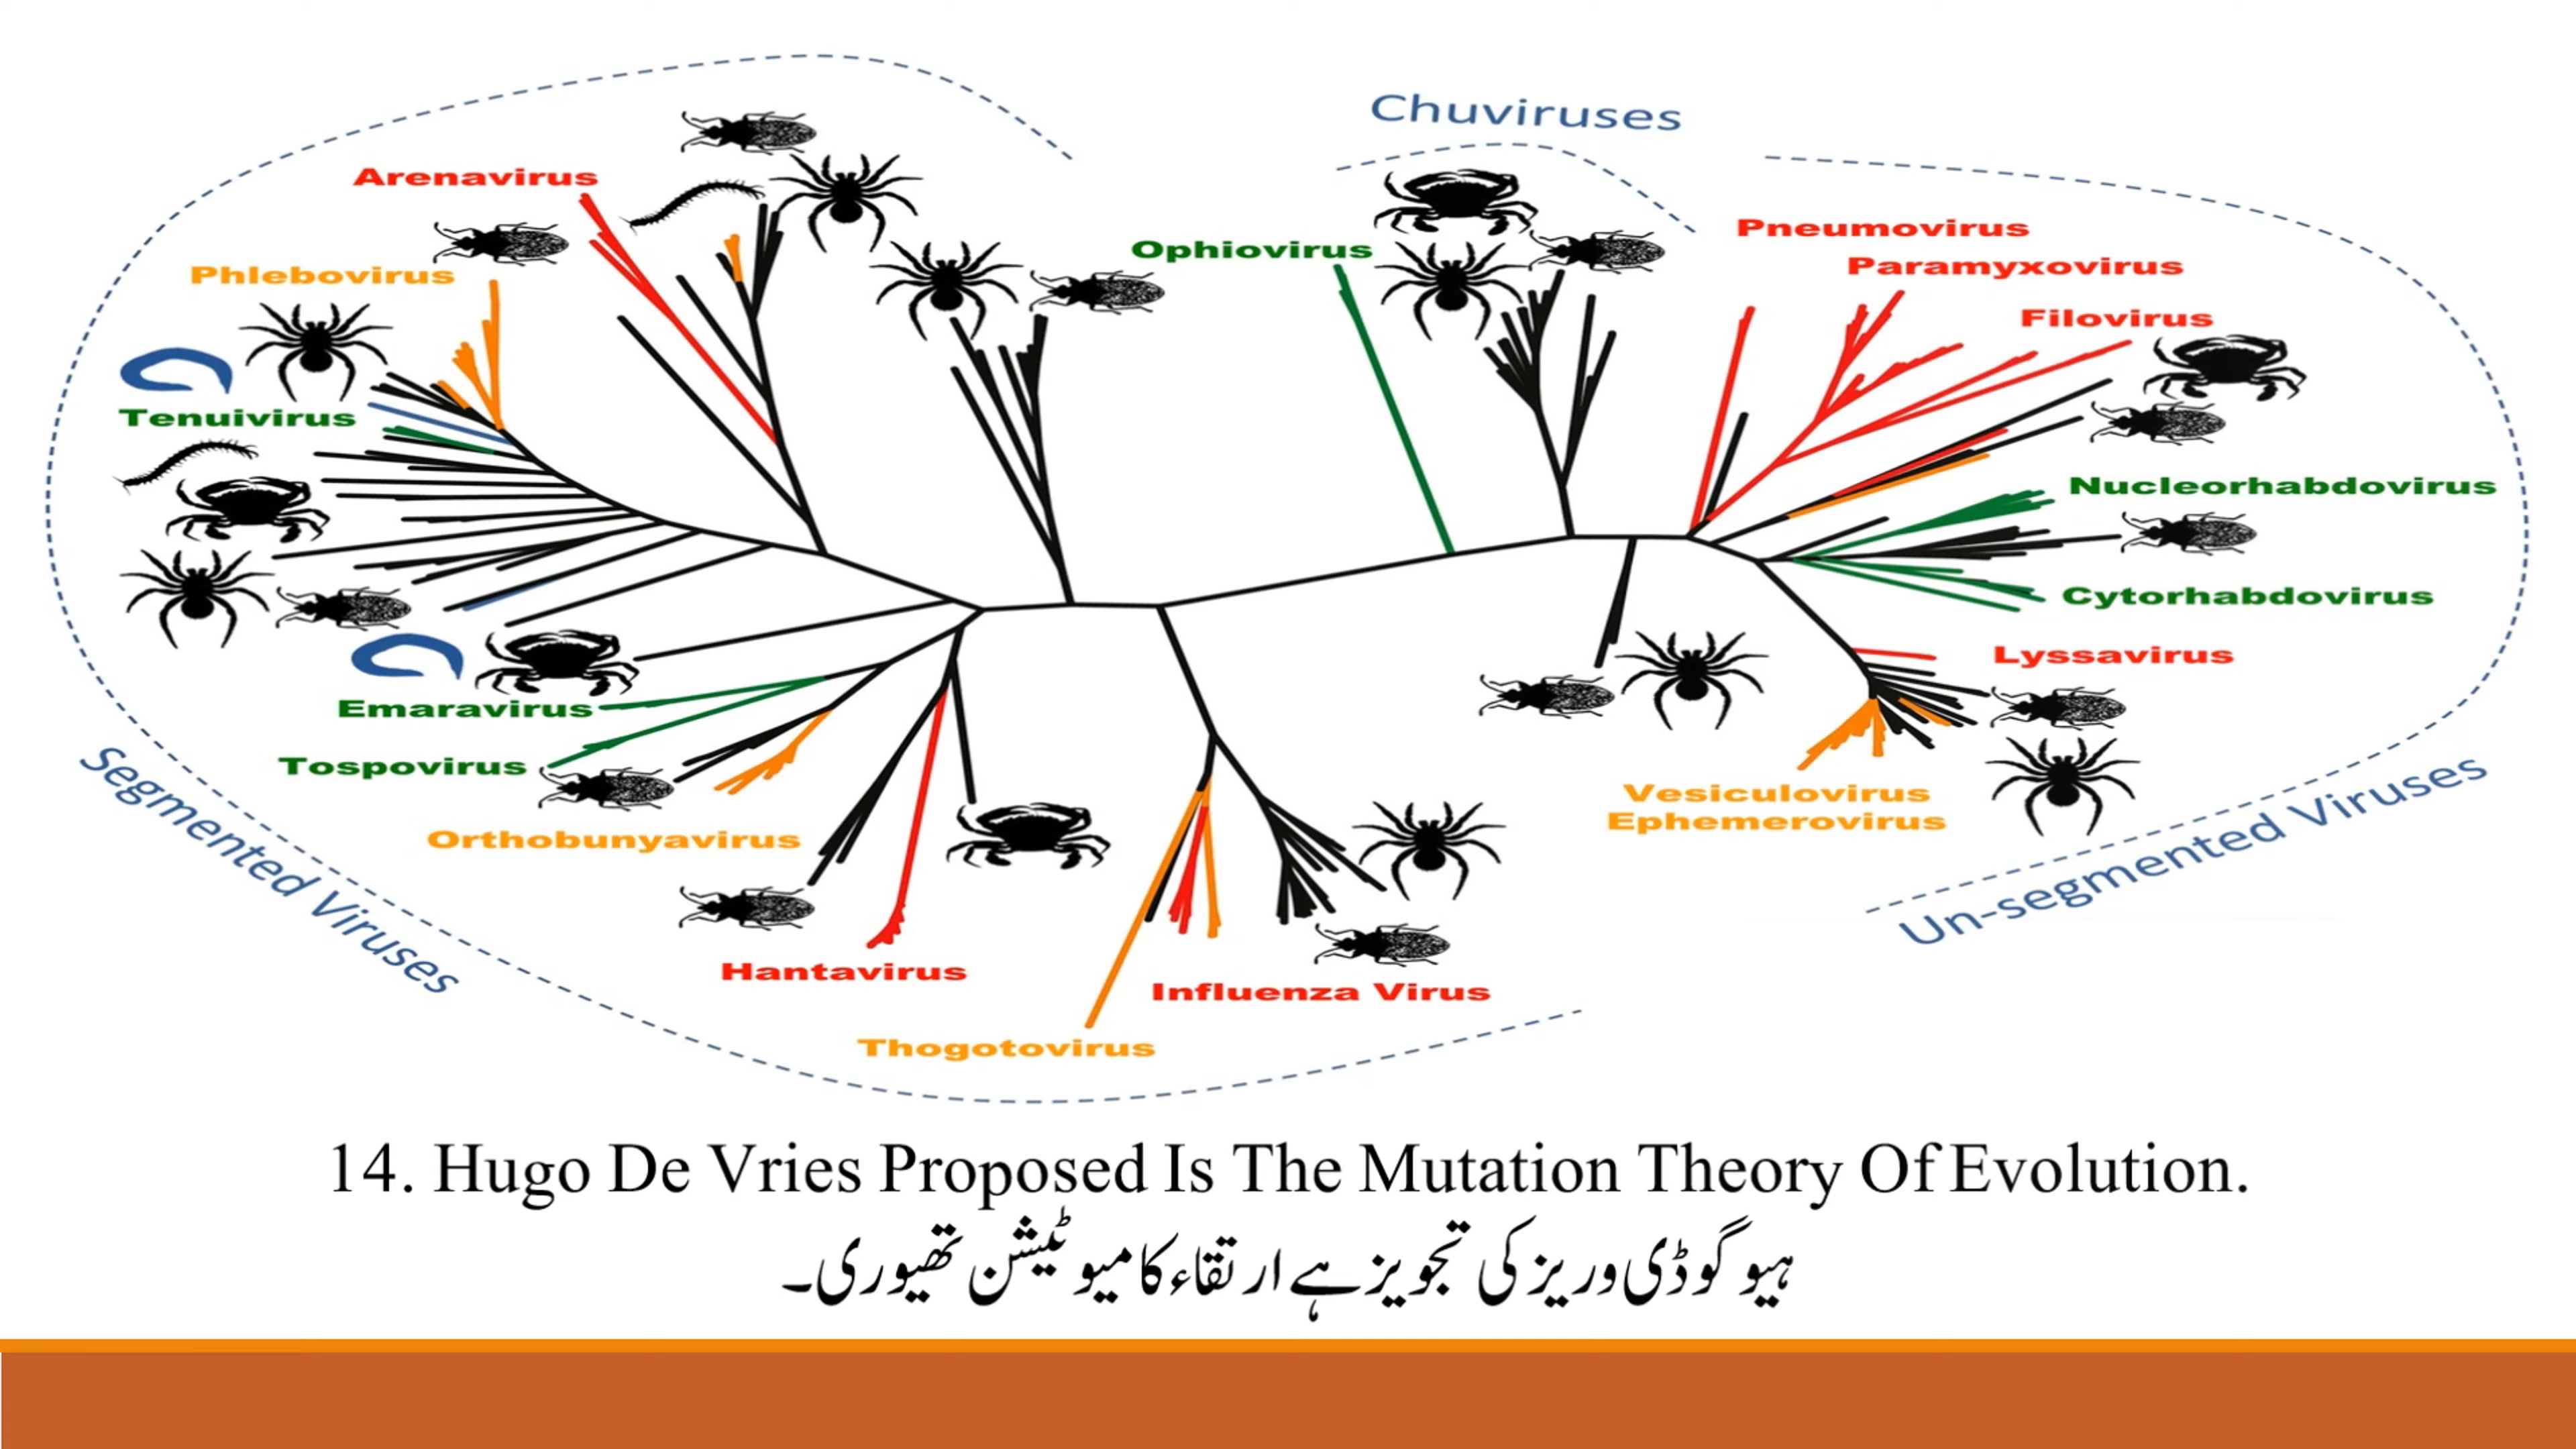 Chuviruses
Arenavirus
Pneumovirus
Ophiovirus
Paramyxovirus
Phlebovirus
Filovirus
Tenuivirus
Nucleorhabdovirus
Cytorhabdovirus
Lyssavirus
Emaravirus
Tospovirus
Segmented Viruses
Vesiculovirus
Ephemerovirus
Un-segmented Viruses
Orthobunyavirus
Hantavirus
Influenza Virus
Thogotovirus
14. Hugo De Vries Proposed Is The Mutation Theory Of Evolution.
ہیوگو ڈی وریز کی تجویز ہے ارتقاء کا میوٹیشن تھیوری۔